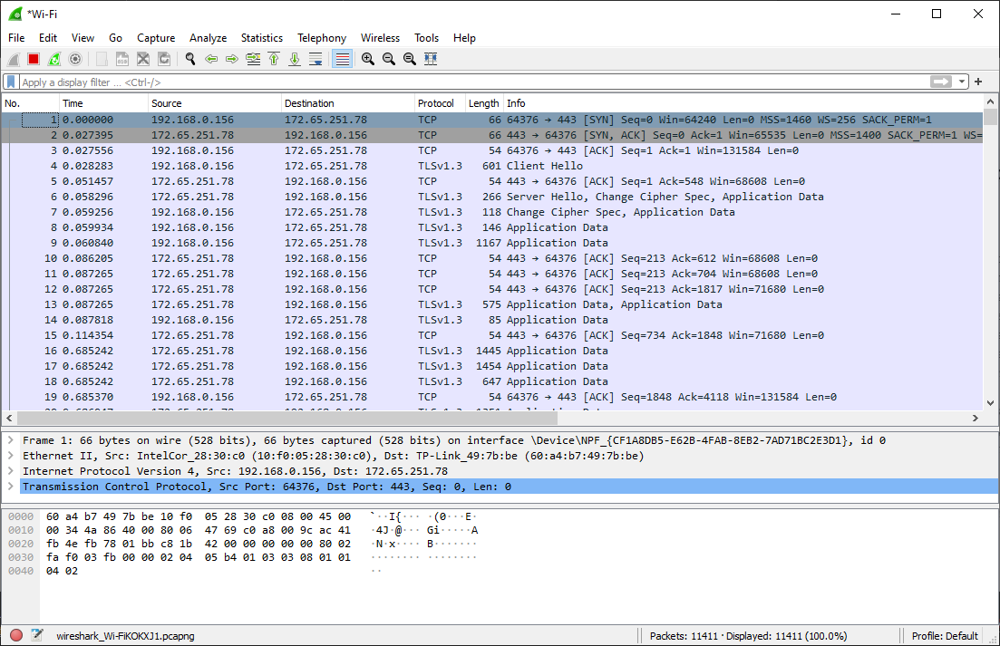 *Wi-Fi
File Edit View Go Capture Analyze Statistics Telephony Wireless Tools Help
Apply a display filter ... <Ctrl-/>
No. Time Source Destination Protocol Length Info
1 0.000000 192.168.0.156 172.65.251.78 TCP 66 64376 → 443 [SYN] Seq=0 Win=64240 Len=0 MSS=1460 WS=256 SACK_PERM=1
2 0.027395 172.65.251.78 192.168.0.156 TCP 66 443 → 64376 [SYN, ACK] Seq=0 Ack=1 Win=65535 Len=0 MSS=1400 SACK_PERM=1 WS=
3 0.027556 192.168.0.156 172.65.251.78 TCP 54 64376 → 443 [ACK] Seq=1 Ack=1 Win=131584 Len=0
4 0.028283 192.168.0.156 172.65.251.78 TLSv1.3 601 Client Hello
5 0.051457 172.65.251.78 192.168.0.156 TCP 54 443 → 64376 [ACK] Seq=1 Ack=548 Win=68608 Len=0
6 0.058296 172.65.251.78 192.168.0.156 TLSv1.3 266 Server Hello, Change Cipher Spec, Application Data
7 0.059256 192.168.0.156 172.65.251.78 TLSv1.3 118 Change Cipher Spec, Application Data
8 0.059934 192.168.0.156 172.65.251.78 TLSv1.3 146 Application Data
9 0.060840 192.168.0.156 172.65.251.78 TLSv1.3 1167 Application Data
10 0.086205 172.65.251.78 192.168.0.156 TCP 54 443 → 64376 [ACK] Seq=213 Ack=612 Win=68608 Len=0
11 0.087265 172.65.251.78 192.168.0.156 TCP 54 443 → 64376 [ACK] Seq=213 Ack=704 Win=68608 Len=0
12 0.087265 172.65.251.78 192.168.0.156 TCP 54 443 → 64376 [ACK] Seq=213 Ack=1817 Win=71680 Len=0
13 0.087265 172.65.251.78 192.168.0.156 TLSv1.3 575 Application Data, Application Data
14 0.087818 192.168.0.156 172.65.251.78 TLSv1.3 85 Application Data
15 0.114354 172.65.251.78 192.168.0.156 TCP 54 443 → 64376 [ACK] Seq=734 Ack=1848 Win=71680 Len=0
16 0.685242 172.65.251.78 192.168.0.156 TLSv1.3 1445 Application Data
17 0.685242 172.65.251.78 192.168.0.156 TLSv1.3 1454 Application Data
18 0.685242 172.65.251.78 192.168.0.156 TLSv1.3 647 Application Data
19 0.685370 192.168.0.156 172.65.251.78 TCP 54 64376 → 443 [ACK] Seq=1848 Ack=4118 Win=131584 Len=0
Frame 1: 66 bytes on wire (528 bits), 66 bytes captured (528 bits) on interface \Device\NPF_{CF1A8DB5-E62B-4FAB-8EB2-7AD71BC2E3D1}, id 0
Ethernet II, Src: IntelCor_28:30:c0 (10:f0:05:28:30:c0), Dst: TP-Link_49:7b:be (60:a4:b7:49:7b:be)
Internet Protocol Version 4, Src: 192.168.0.156, Dst: 172.65.251.78
Transmission Control Protocol, Src Port: 64376, Dst Port: 443, Seq: 0, Len: 0
0000 60 a4 b7 49 7b be 10 f0 05 28 30 c0 08 00 45 00 `··I{··· ·(0···E·
0010 00 34 4a 86 40 00 80 06 47 69 c0 a8 00 9c ac 41 ·4J·@··· Gi·····A
0020 fb 4e fb 78 01 bb c8 1b 42 00 00 00 00 00 80 02 ·N·x···· B·······
0030 fa f0 03 fb 00 00 02 04 05 b4 01 03 03 08 01 01 ········ ········
0040 04 02 ··
wireshark_Wi-FiKOKXJ1.pcapng Packets: 11411 · Displayed: 11411 (100.0%) Profile: Default